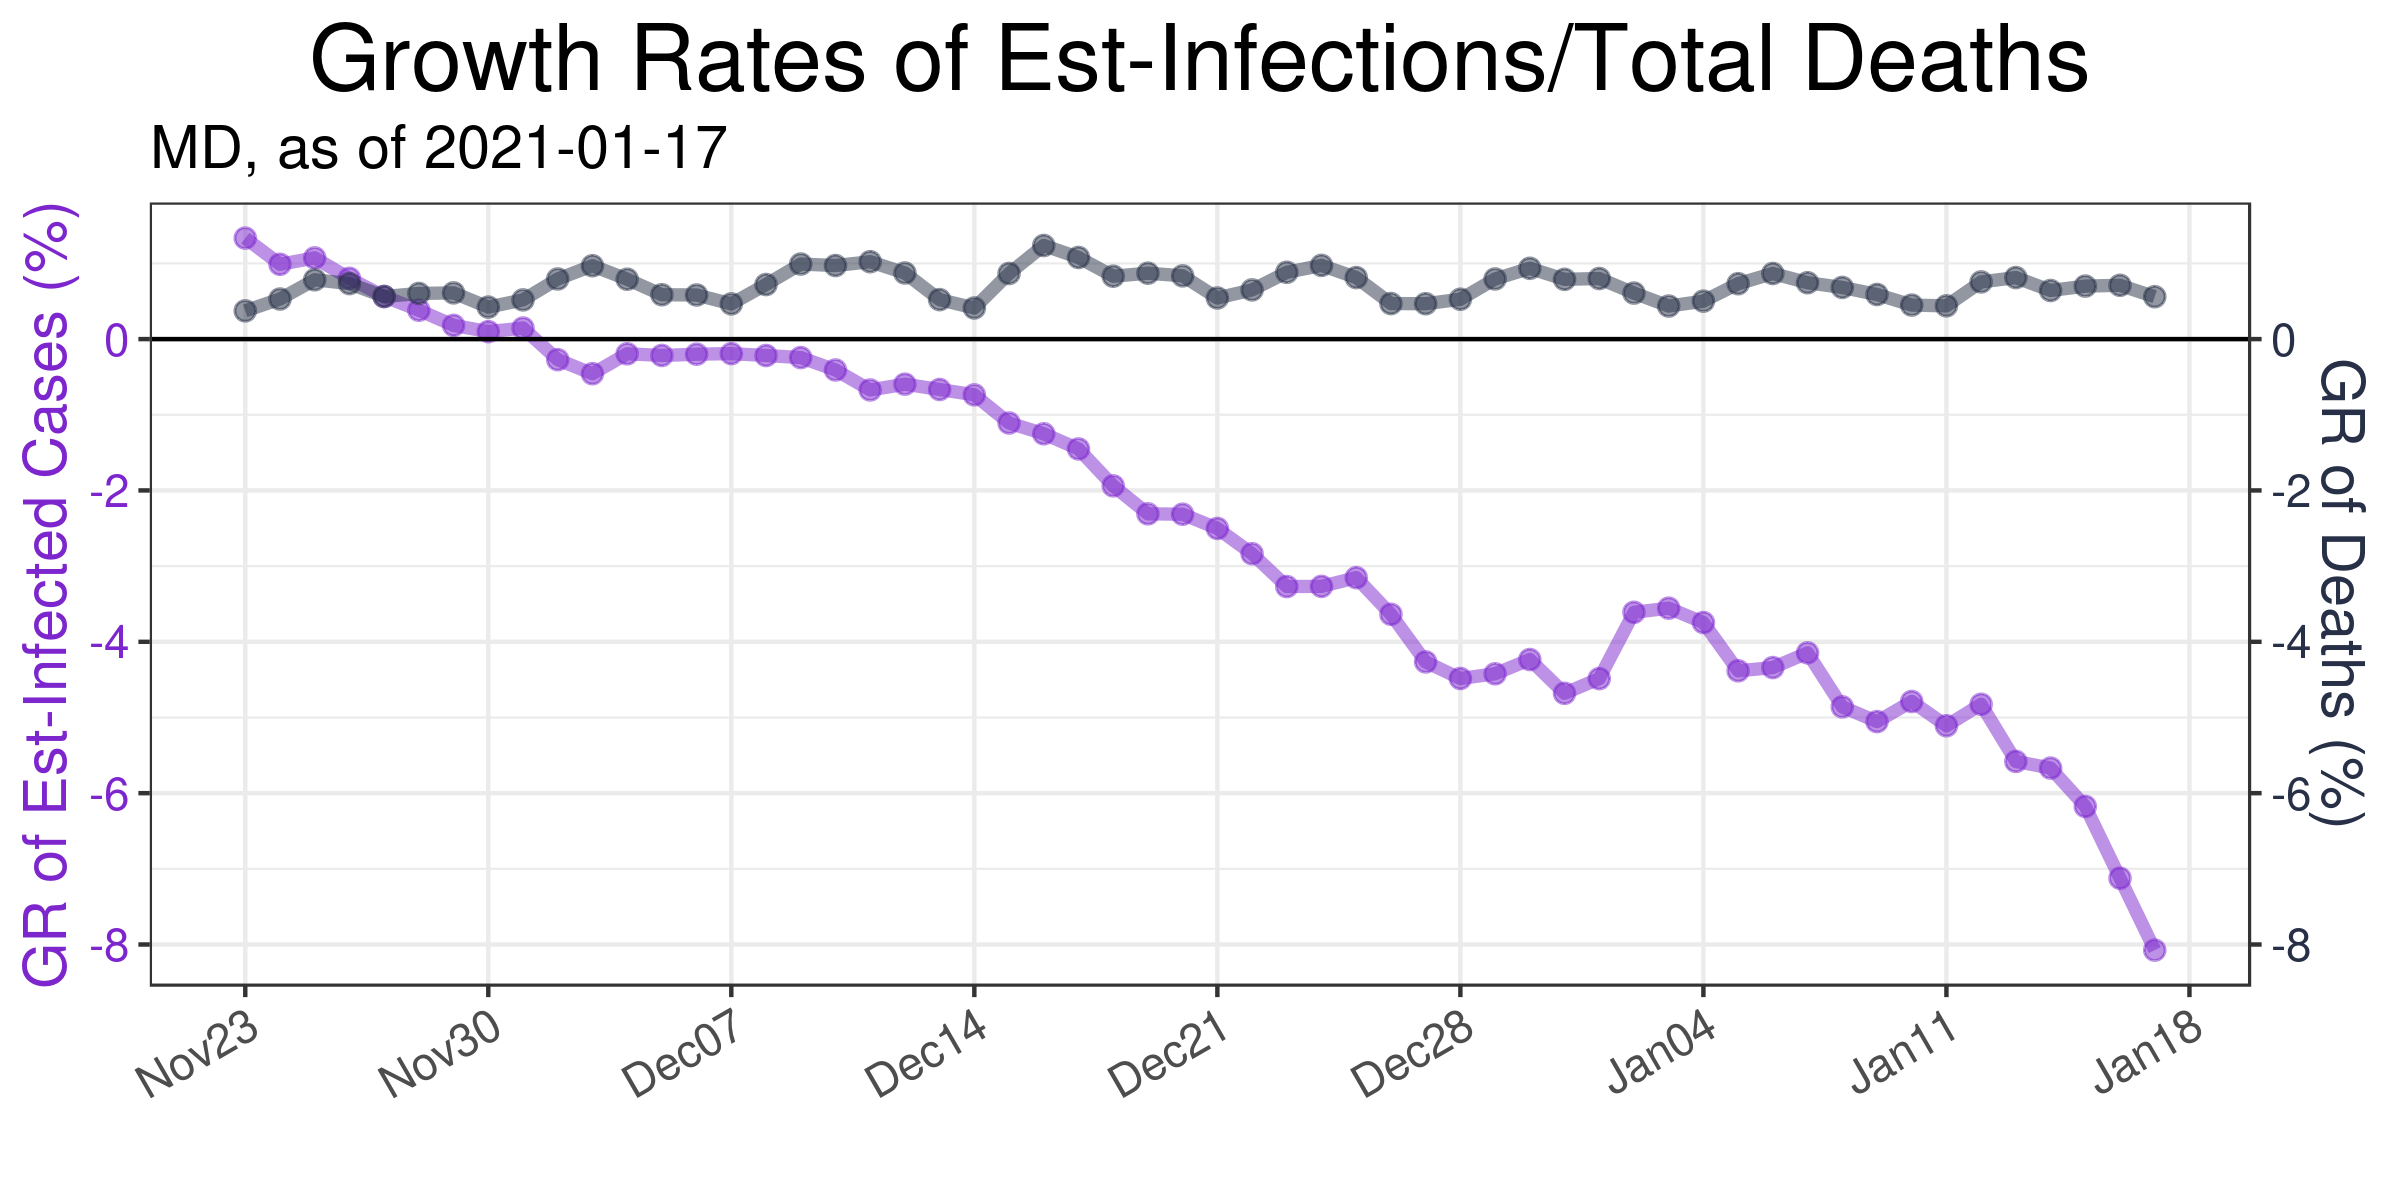 Growth Rates of Est-Infections/Total Deaths
MD, as of 2021-01-17
GR of Est-Infected Cases (%)
0
-2
-4
-6
-8
0
-2
-4
-6
-8
GR of Deaths (%)
Nov23
Nov30
Dec07
Dec14
Dec21
Dec28
Jan04
Jan11
Jan18